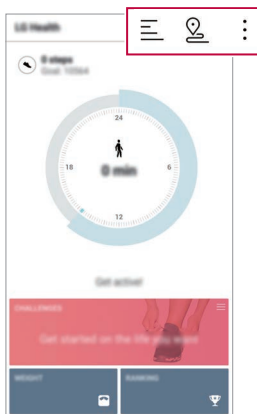 LG Health
0 steps
Goal: 10564
24
18
6
0 min
12
Get active!
CHALLENGES
Get started on the life you want
WEIGHT
RANKING